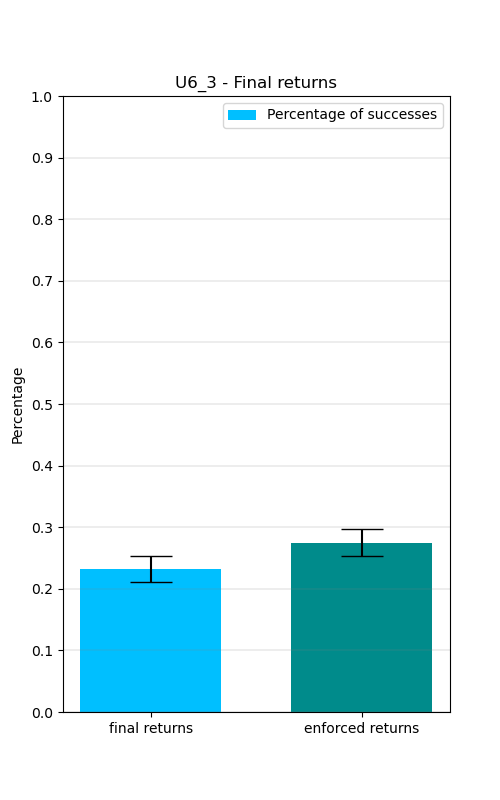 U6_3 - Final returns
Percentage of successes
Percentage
1.0
0.9
0.8
0.7
0.6
0.5
0.4
0.3
0.2
0.1
0.0
final returns
enforced returns